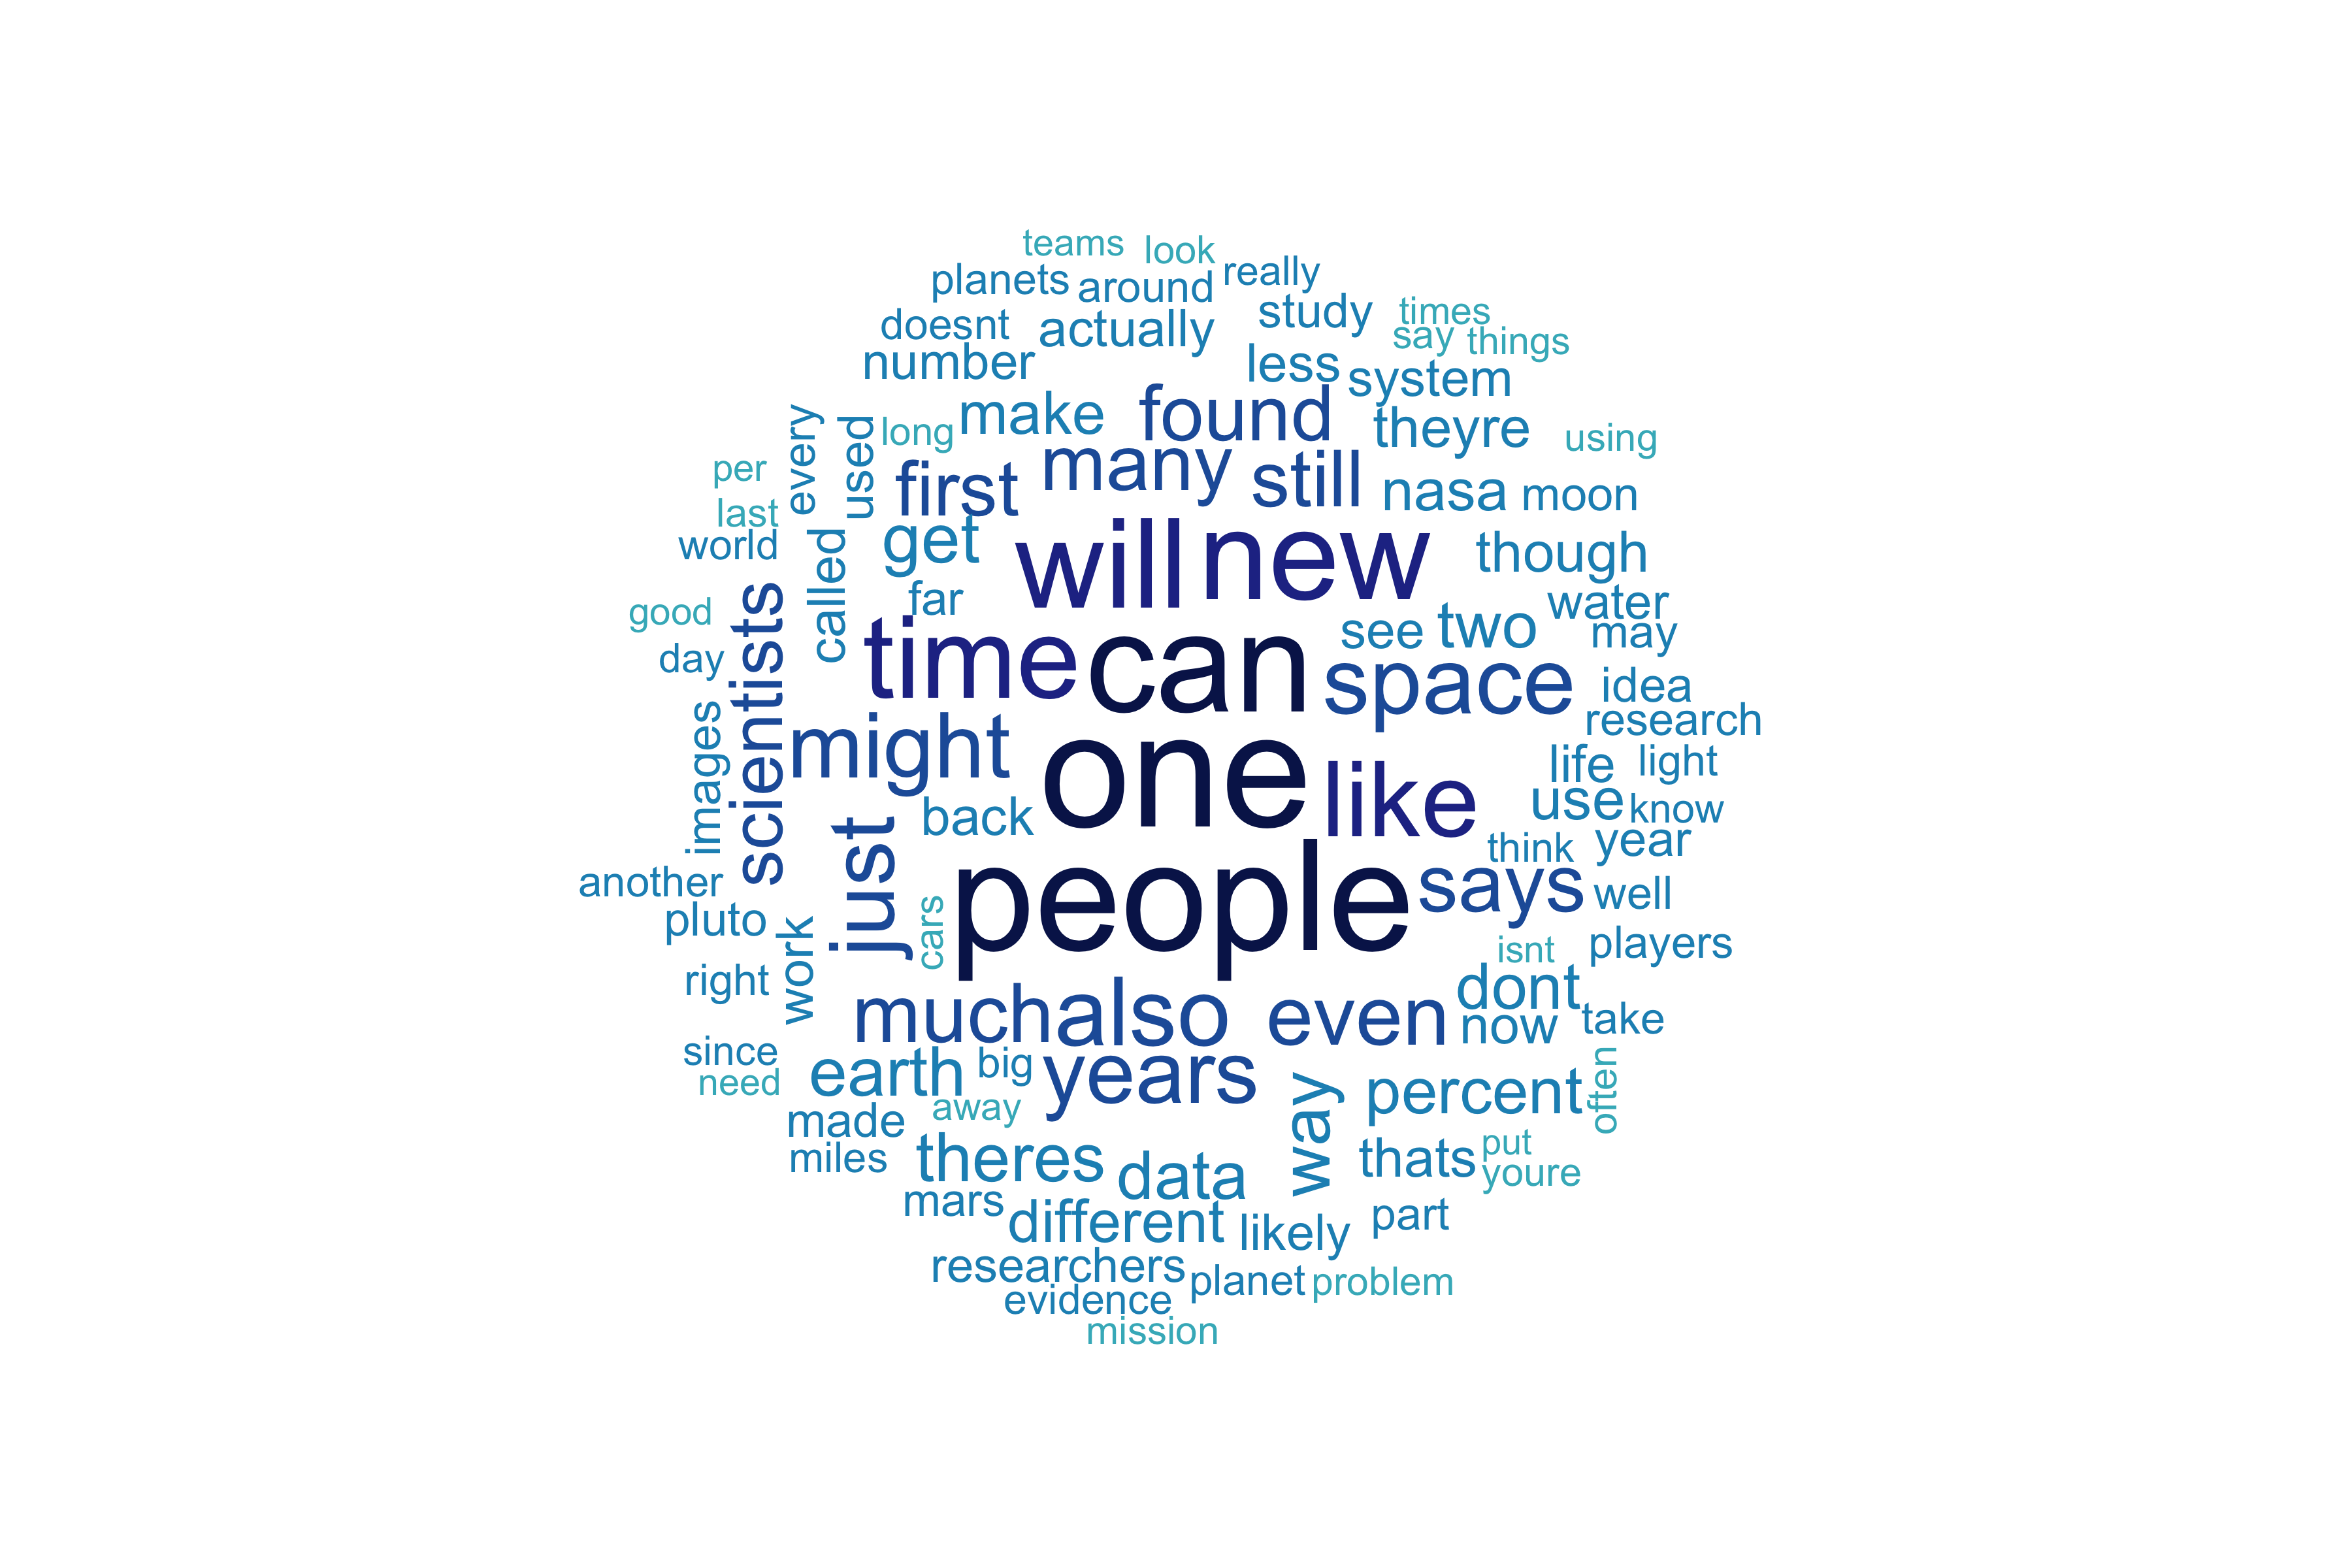 teams look
planets around really
doesnt actually study times
number less system say things
every used long make found theyre using
per first many still nasa moon
last
world called get will new though
scientists good far time can see two water
day space may
images might idea
research
just back one like life light
use know
think year
another people says well
pluto work cars
right isnt players
much also even dont
now take
since earth big years way percent often
need
made away
miles theres data thats put
youre
mars different likely part
researchers planet problem
evidence
mission